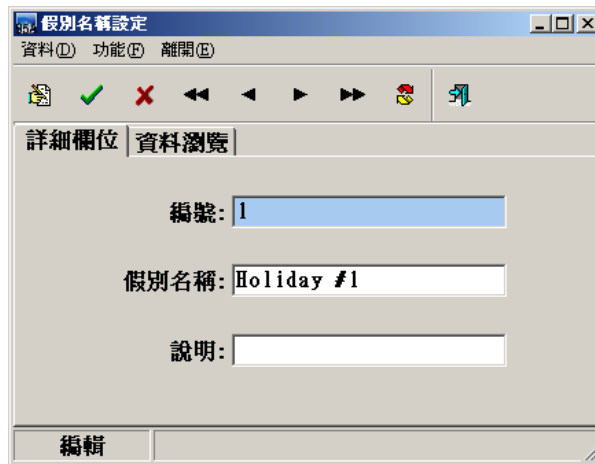 假別名稱設定
資料(D) 功能(F) 離開(E)
詳細欄位 資料瀏覽
編號: 1
假別名稱: Holiday #1
說明:
編輯